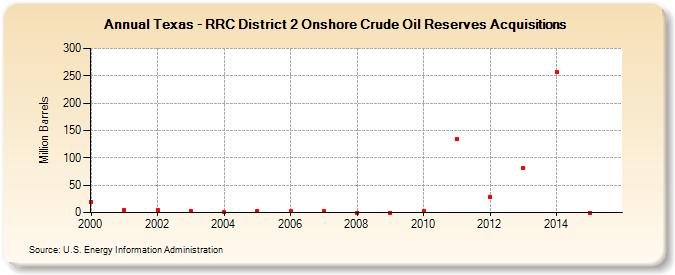 Annual Texas - RRC District 2 Onshore Crude Oil Reserves Acquisitions
Million Barrels
300
250
200
150
100
50
0
2000 2002 2004 2006 2008 2010 2012 2014
Source: U.S. Energy Information Administration